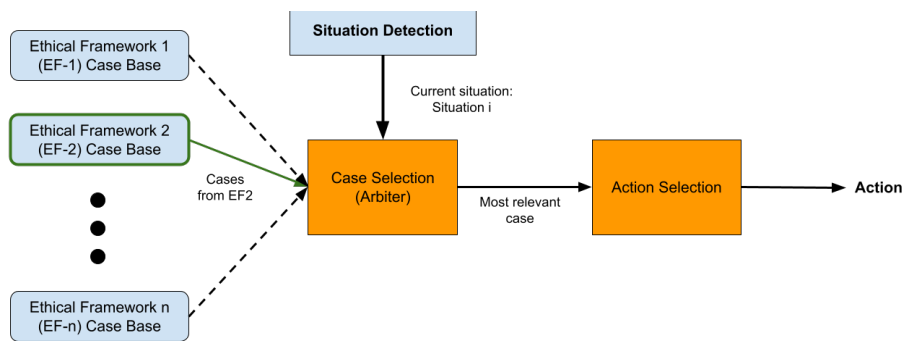 Ethical Framework 1
(EF-1) Case Base
Situation Detection
Current situation:
Situation i
Ethical Framework 2
(EF-2) Case Base
Cases
from EF2
Case Selection
(Arbiter)
Most relevant
case
Action Selection
Action
Ethical Framework n
(EF-n) Case Base